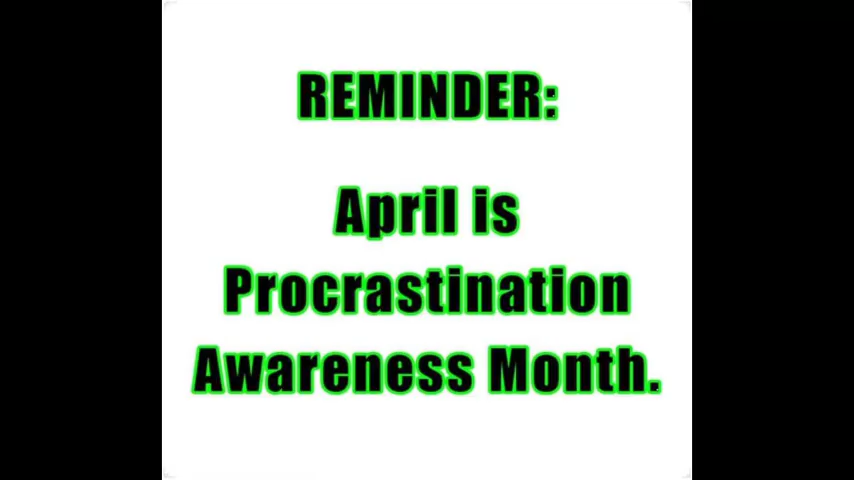 REMINDER:
April is
Procrastination
Awareness Month.